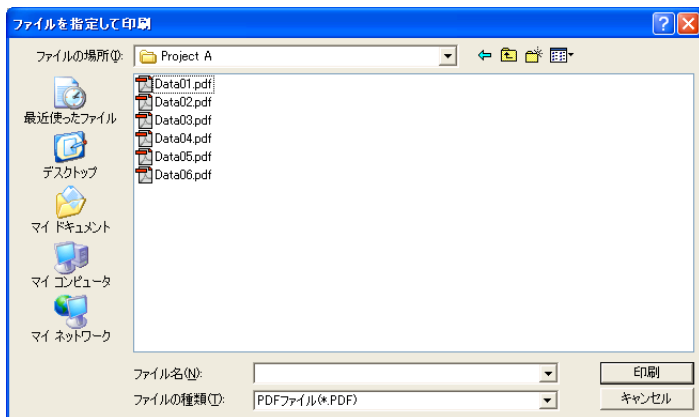 ファイルを指定して印刷
ファイルの場所(I):
Project A
Data01.pdf
Data02.pdf
Data03.pdf
Data04.pdf
Data05.pdf
Data06.pdf
最近使ったファイル
デスクトップ
マイ ドキュメント
マイ コンピュータ
マイ ネットワーク
ファイル名(N):
印刷
ファイルの種類(T):
PDFファイル(*.PDF)
キャンセル